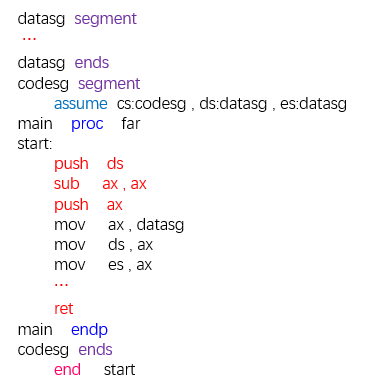 datasg segment
...
datasg ends
codesg segment
assume cs:codesg , ds:datasg , es:datasg
main proc far
start:
push ds
sub ax , ax
push ax
mov ax , datasg
mov ds , ax
mov es , ax
...
ret
main endp
codesg ends
end start